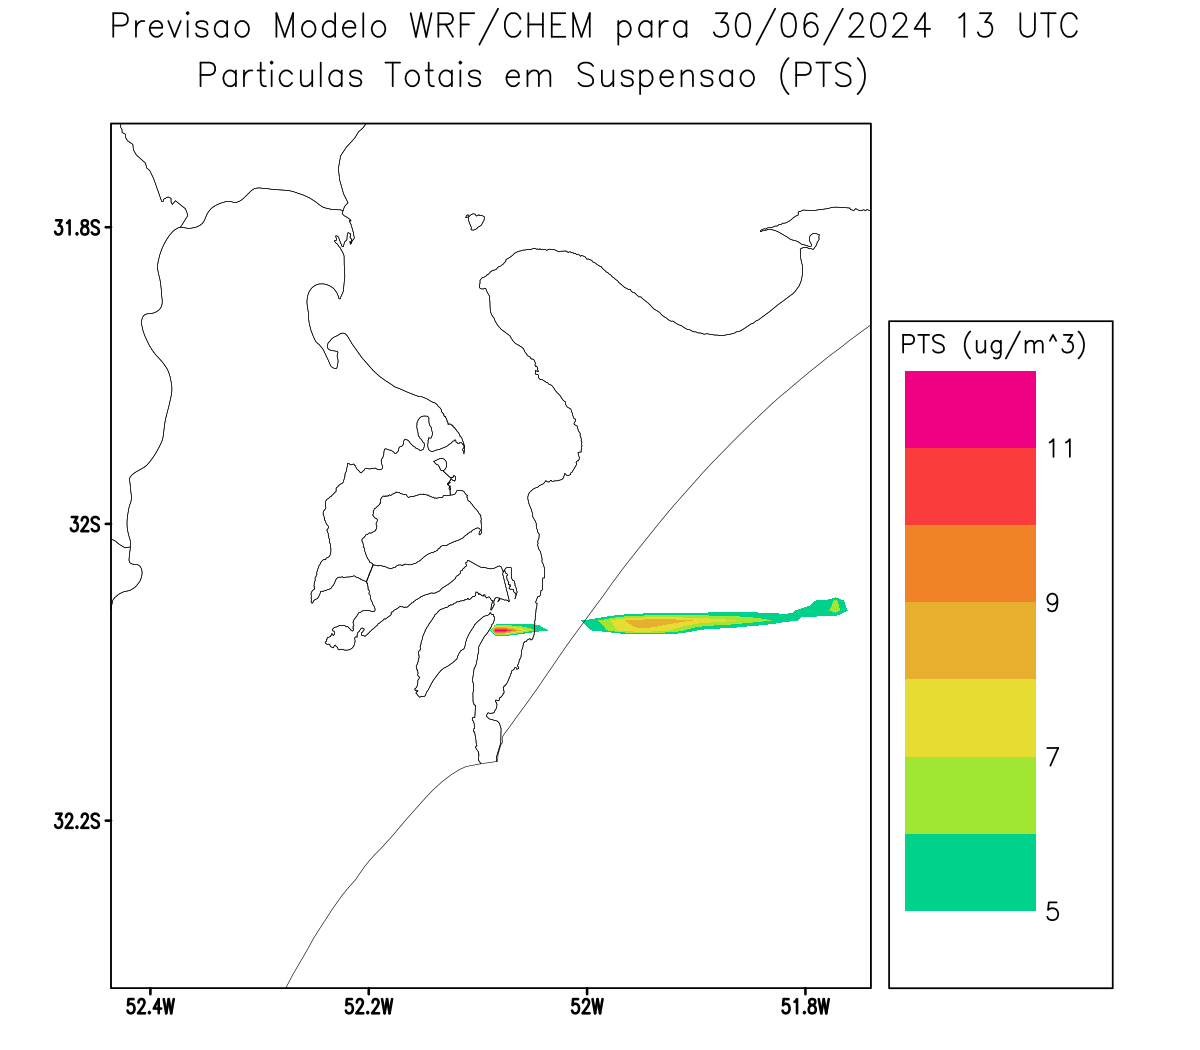 Previsao Modelo WRF/CHEM para 30/06/2024 13 UTC
Particulas Totais em Suspensao (PTS)
31.8S
32S
32.2S
52.4W
52.2W
52W
51.8W
PTS (ug/m^3)
11
9
7
5